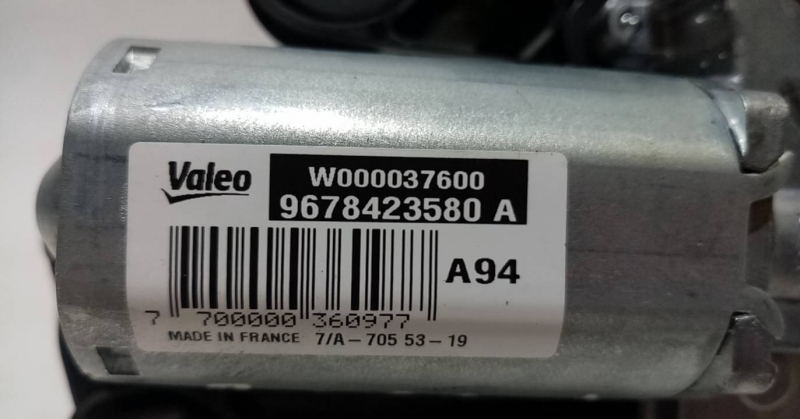 Valeo
W000037600
9678423580 A
A94
7 700000 360977
MADE IN FRANCE 7/A-705 53-19